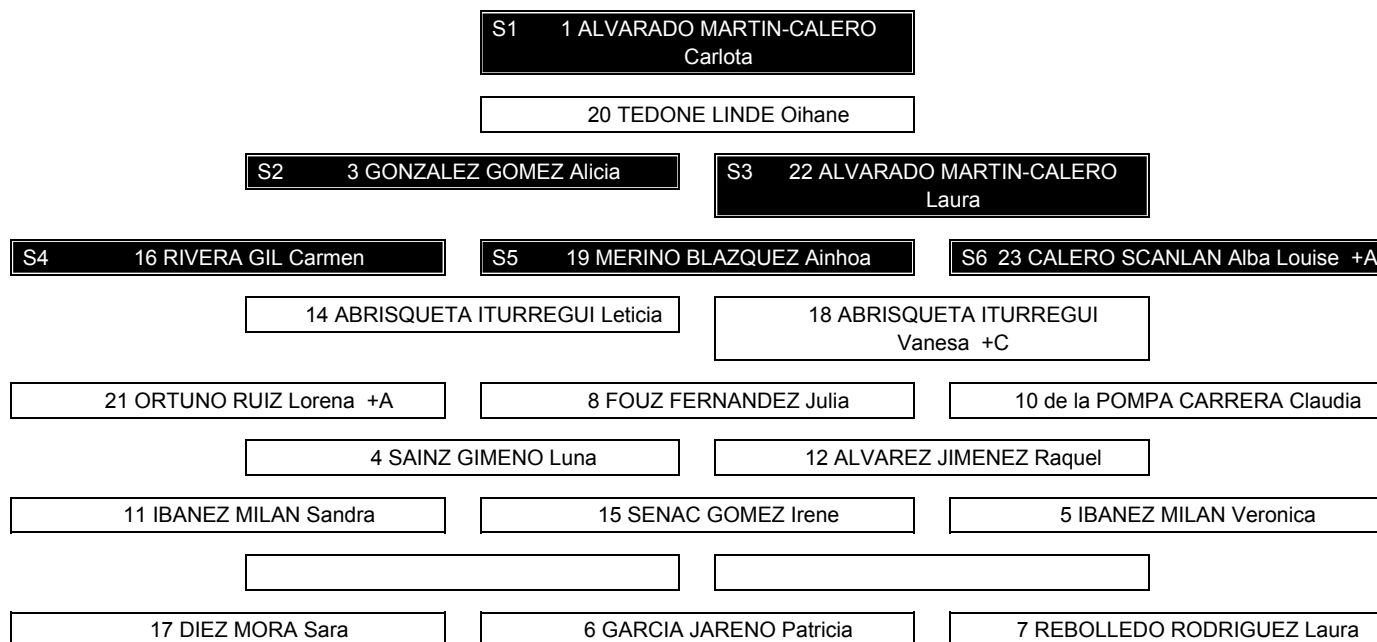 S1 1 ALVARADO MARTIN-CALERO
Carlota
20 TEDONE LINDE Oihane
S2 3 GONZALEZ GOMEZ Alicia
S3 22 ALVARADO MARTIN-CALERO
Laura
S4 16 RIVERA GIL Carmen
S5 19 MERINO BLAZQUEZ Ainhoa
S6 23 CALERO SCANLAN Alba Louise +A
14 ABRISQUETA ITURREGUI Leticia
18 ABRISQUETA ITURREGUI
Vanesa +C
21 ORTUNO RUIZ Lorena +A
8 FOUZ FERNANDEZ Julia
10 de la POMPA CARRERA Claudia
4 SAINZ GIMENO Luna
12 ALVAREZ JIMENEZ Raquel
11 IBANEZ MILAN Sandra
15 SENAC GOMEZ Irene
5 IBANEZ MILAN Veronica
17 DIEZ MORA Sara
6 GARCIA JARENO Patricia
7 REBOLLEDO RODRIGUEZ Laura